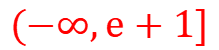 (−∞, e + 1]